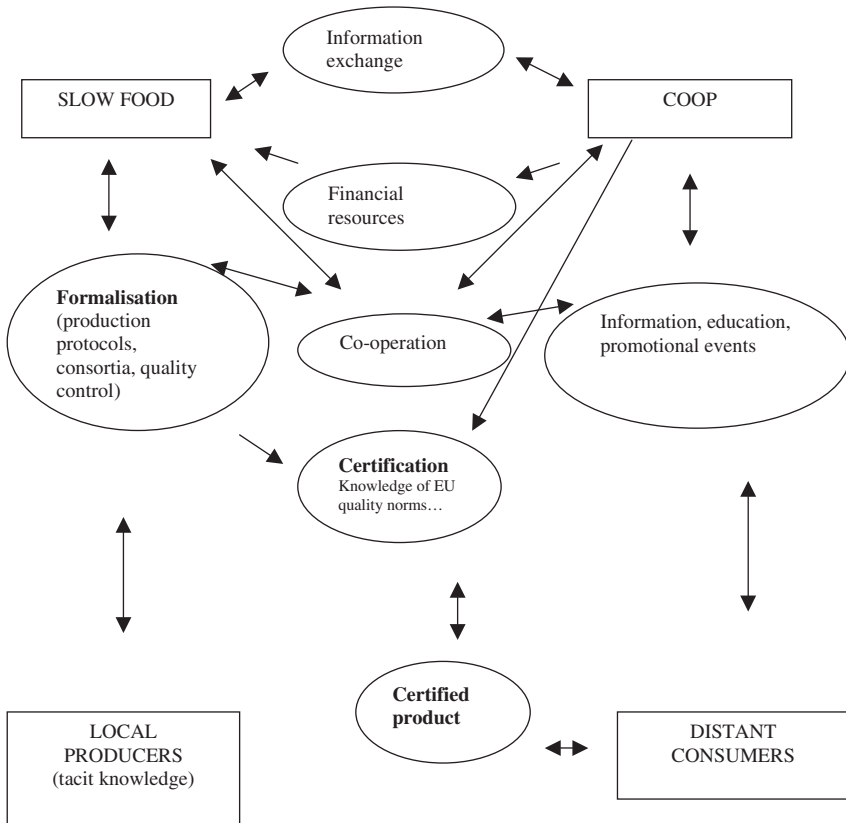 Information
exchange
SLOW FOOD
COOP
Financial
resources
Formalisation
(production
protocols,
consortia, quality
control)
Co-operation
Information, education,
promotional events
Certification
Knowledge of EU
quality norms…
Certified
product
LOCAL
PRODUCERS
(tacit knowledge)
DISTANT
CONSUMERS